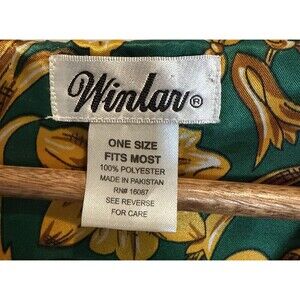 Winlar®
ONE SIZE
FITS MOST
100% POLYESTER
MADE IN PAKISTAN
RN# 16087
SEE REVERSE
FOR CARE